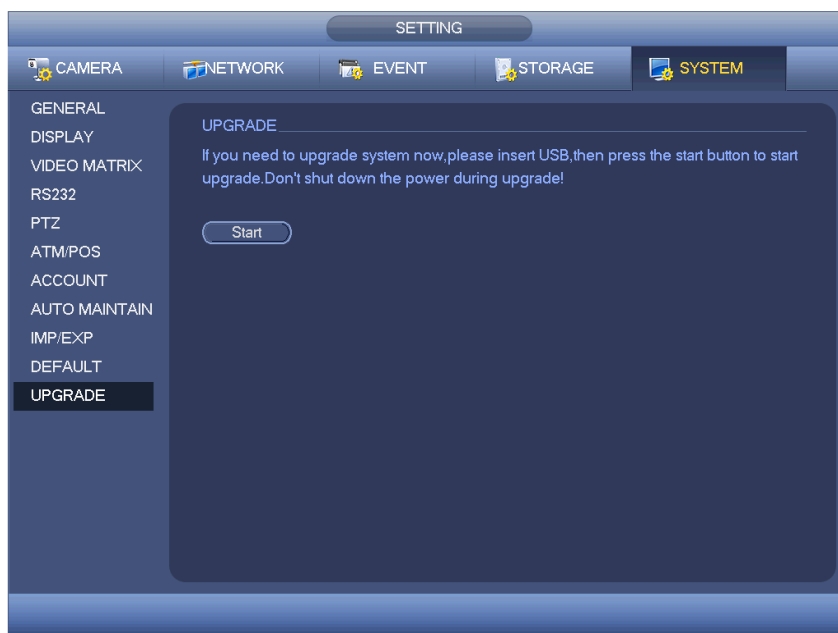 SETTING
CAMERA
NETWORK
EVENT
STORAGE
SYSTEM
GENERAL
DISPLAY
VIDEO MATRIX
RS232
PTZ
ATM/POS
ACCOUNT
AUTO MAINTAIN
IMP/EXP
DEFAULT
UPGRADE
UPGRADE
If you need to upgrade system now,please insert USB,then press the start button to start
upgrade.Don't shut down the power during upgrade!
Start